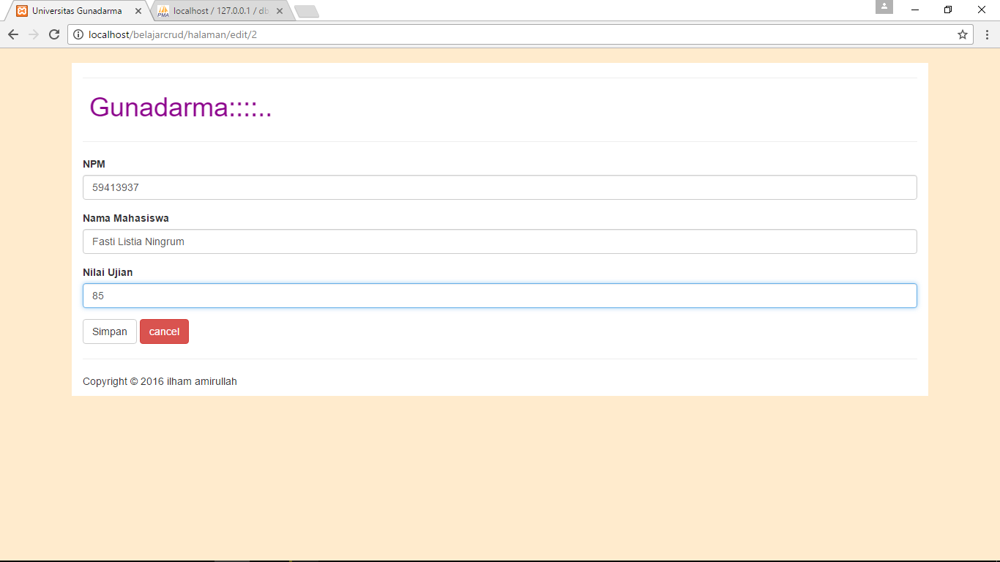 Universitas Gunadarma
PMA localhost / 127.0.0.1 / db
localhost/belajarcrud/halaman/edit/2
Gunadarma::::..
NPM
59413937
Nama Mahasiswa
Fasti Listia Ningrum
Nilai Ujian
85
Simpan cancel
Copyright © 2016 ilham amirullah